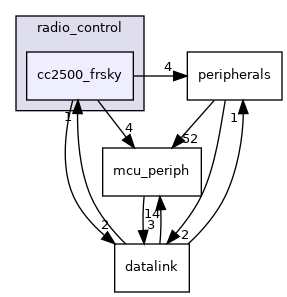 radio_control
cc2500_frsky
4
peripherals
1
4
52
1
mcu_periph
14
3
2
2
datalink